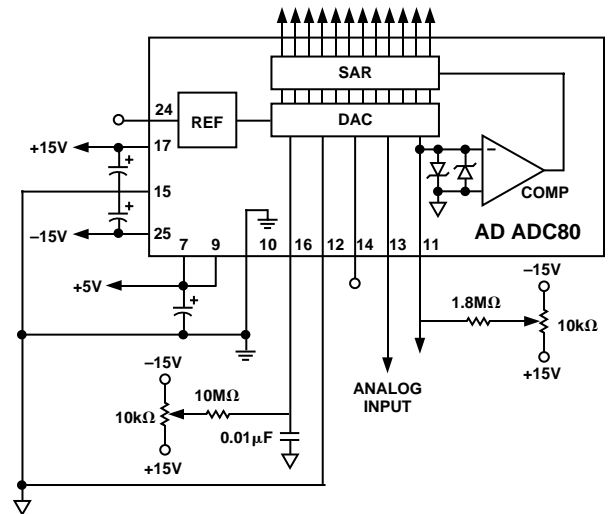 SAR
24
REF
DAC
+15V
17
–
15
COMP
–15V
25
AD ADC80
7
9
10
16
12
14
13
11
+5V
–15V
1.8MΩ
10kΩ
+15V
ANALOG
INPUT
–15V
10MΩ
10kΩ
0.01µF
+15V
+
+
+